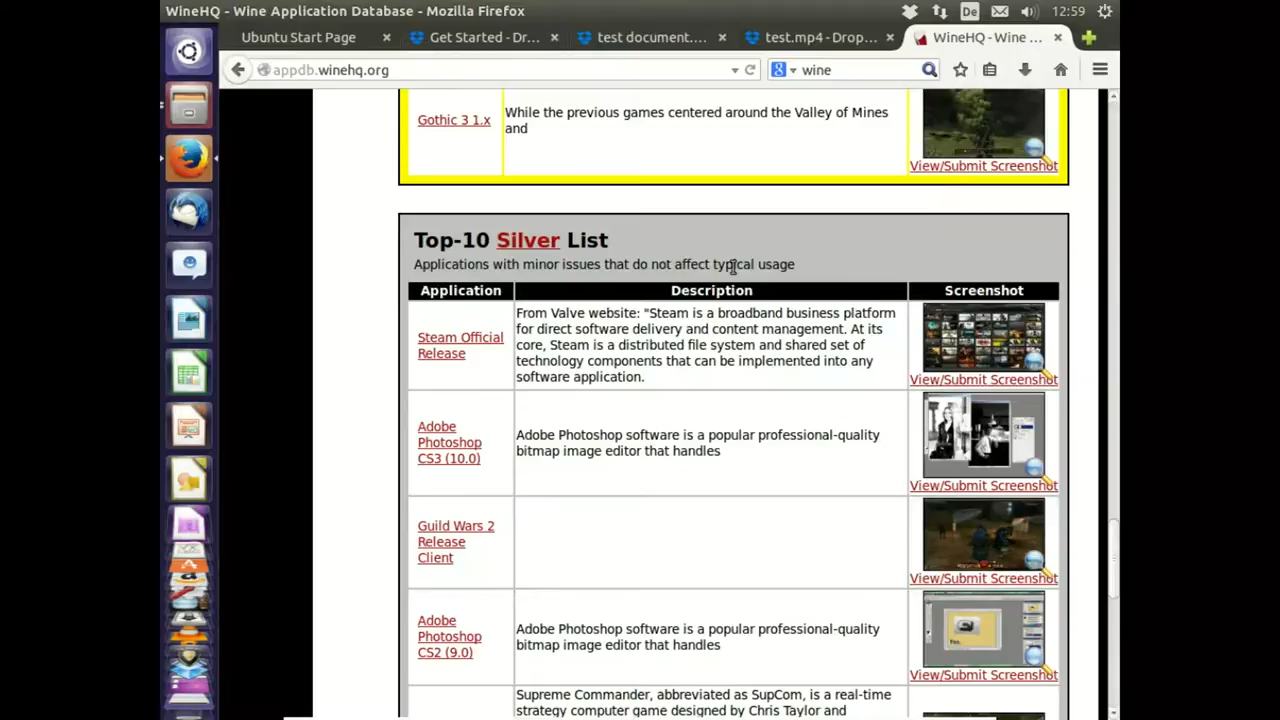 WineHQ - Wine Application Database - Mozilla Firefox
De
12:59
Ubuntu Start Page
Get Started - Dr...
test document....
test.mp4 - Drop...
WineHQ - Wine ...
appdb.winehq.org
wine
Gothic 3 1.x
While the previous games centered around the Valley of Mines
and
View/Submit Screenshot
Top-10 Silver List
Applications with minor issues that do not affect typical usage
Application
Description
Screenshot
Steam Official
Release
From Valve website: "Steam is a broadband business platform
for direct software delivery and content management. At its
core, Steam is a distributed file system and shared set of
technology components that can be implemented into any
software application.
View/Submit Screenshot
Adobe
Photoshop
CS3 (10.0)
Adobe Photoshop software is a popular professional-quality
bitmap image editor that handles
View/Submit Screenshot
Guild Wars 2
Release
Client
View/Submit Screenshot
Adobe
Photoshop
CS2 (9.0)
Adobe Photoshop software is a popular professional-quality
bitmap image editor that handles
View/Submit Screenshot
Supreme Commander, abbreviated as SupCom, is a real-time
strategy computer game designed by Chris Taylor and